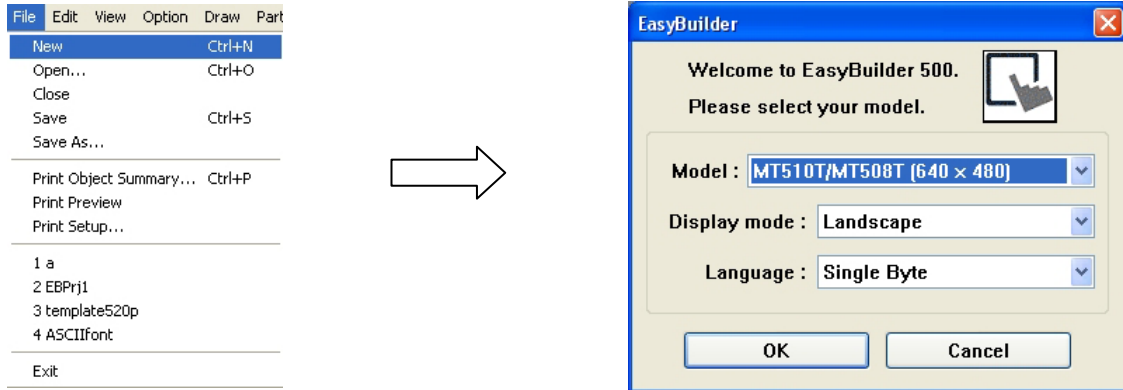 File Edit View Option Draw Part
New Ctrl+N
Open... Ctrl+O
Close
Save Ctrl+S
Save As...
Print Object Summary... Ctrl+P
Print Preview
Print Setup...
1 a
2 EBPrj1
3 template520p
4 ASCIIfont
Exit
EasyBuilder
Welcome to EasyBuilder 500.
Please select your model.
Model : MT510T/MT508T (640 x 480)
Display mode : Landscape
Language : Single Byte
OK Cancel